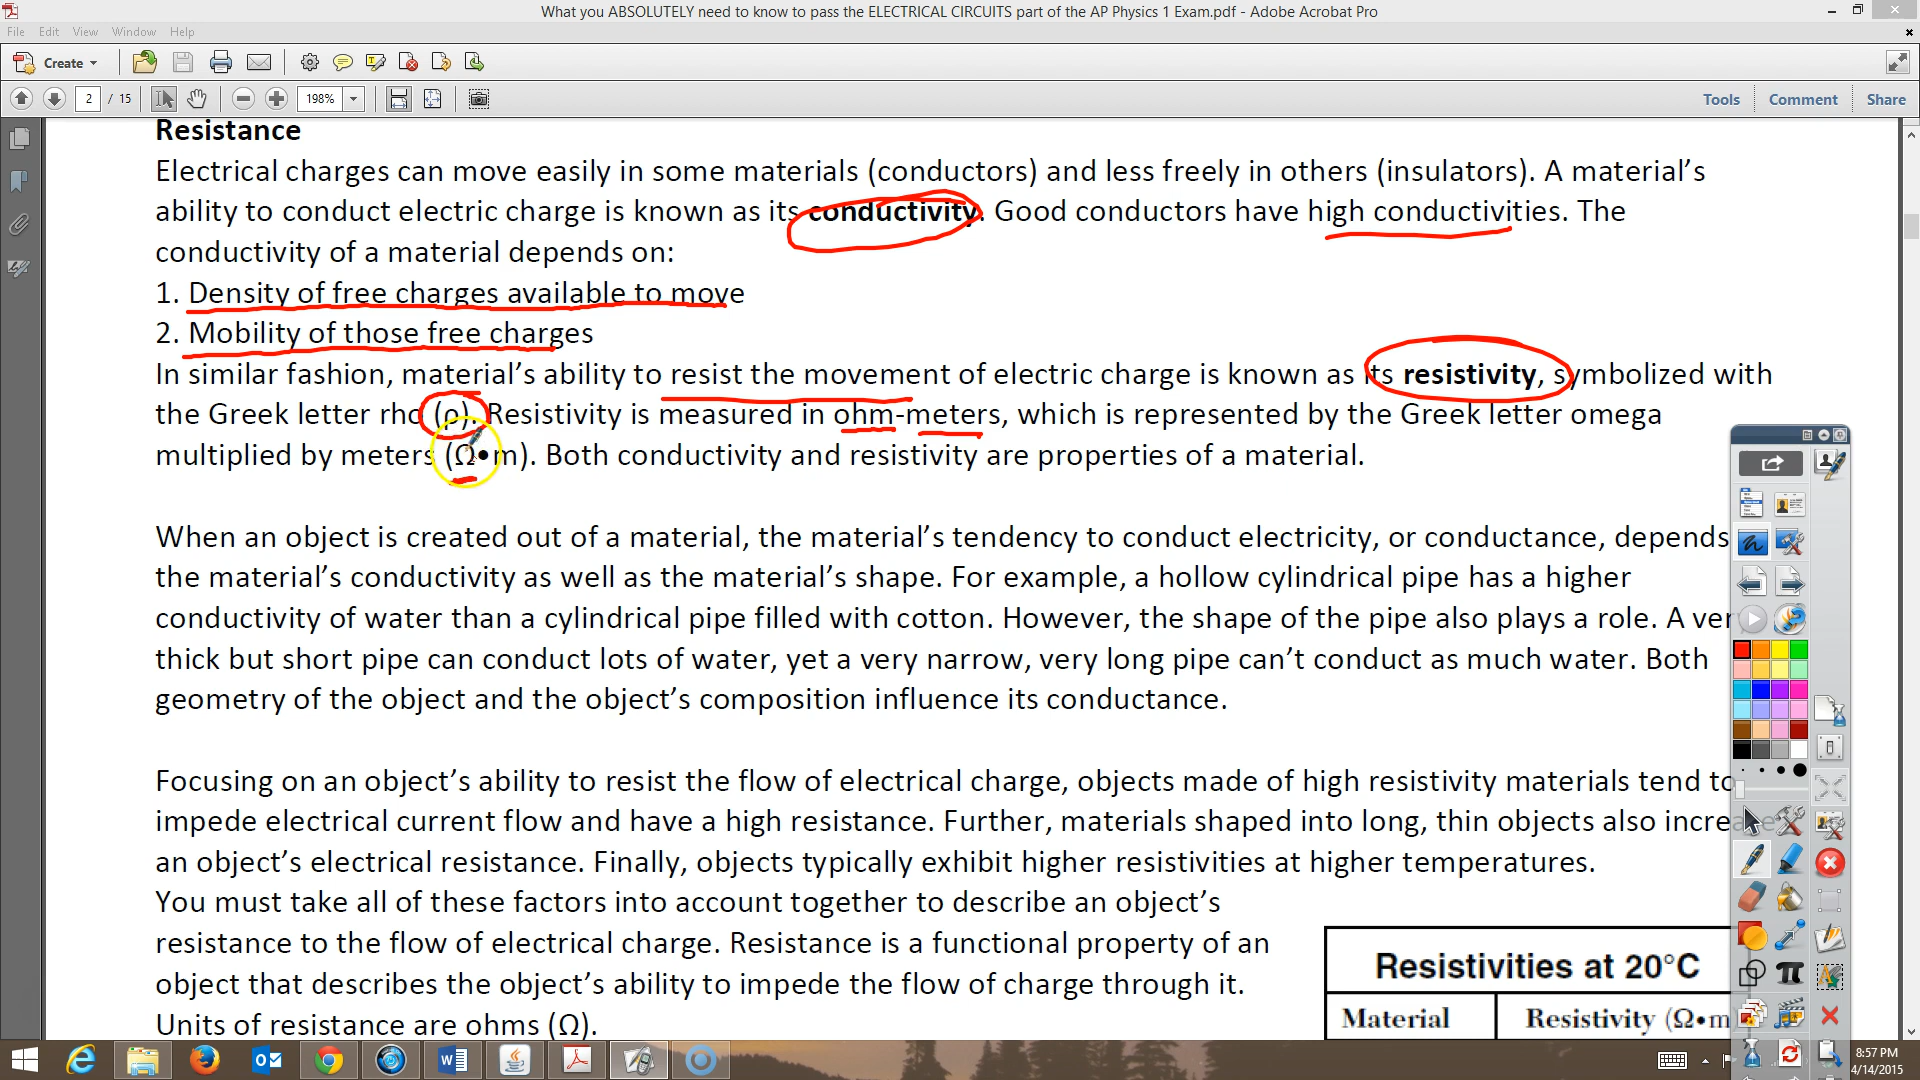 What you ABSOLUTELY need to know to pass the ELECTRICAL CIRCUITS part of the AP Physics 1 Exam.pdf - Adobe Acrobat Pro
File Edit View Window Help
Create
2 / 15 198% Tools Comment Share
Resistance
Electrical charges can move easily in some materials (conductors) and less freely in others (insulators). A material’s
ability to conduct electric charge is known as its conductivity. Good conductors have high conductivities. The
conductivity of a material depends on:
1. Density of free charges available to move
2. Mobility of those free charges
In similar fashion, material’s ability to resist the movement of electric charge is known as its resistivity, symbolized with
the Greek letter rho (ρ). Resistivity is measured in ohm-meters, which is represented by the Greek letter omega
multiplied by meters (Ω•m). Both conductivity and resistivity are properties of a material.
When an object is created out of a material, the material’s tendency to conduct electricity, or conductance, depends
the material’s conductivity as well as the material’s shape. For example, a hollow cylindrical pipe has a higher
conductivity of water than a cylindrical pipe filled with cotton. However, the shape of the pipe also plays a role. A very
thick but short pipe can conduct lots of water, yet a very narrow, very long pipe can’t conduct as much water. Both
geometry of the object and the object’s composition influence its conductance.
Focusing on an object’s ability to resist the flow of electrical charge, objects made of high resistivity materials tend to
impede electrical current flow and have a high resistance. Further, materials shaped into long, thin objects also increase
an object’s electrical resistance. Finally, objects typically exhibit higher resistivities at higher temperatures.
You must take all of these factors into account together to describe an object’s
resistance to the flow of electrical charge. Resistance is a functional property of an
object that describes the object’s ability to impede the flow of charge through it.
Units of resistance are ohms (Ω).
Resistivities at 20°C
Material Resistivity (Ω•m
8:57 PM
4/14/2015